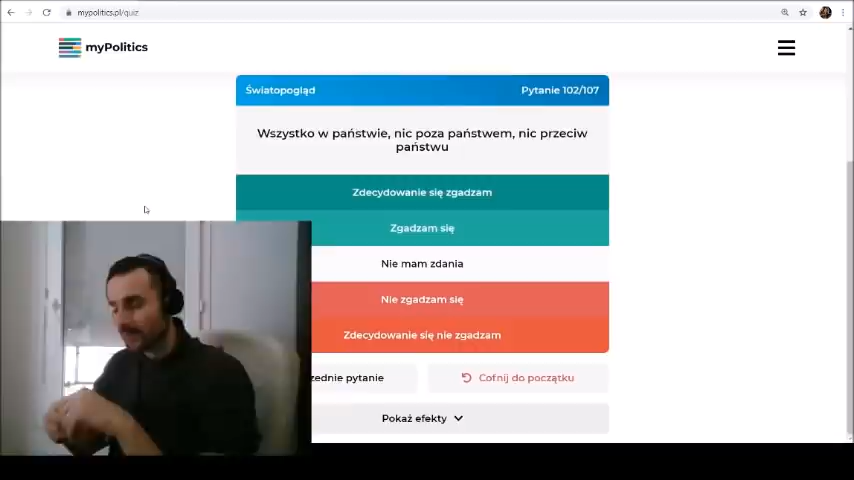 mypolitics.pl/quiz
myPolitics
Światopogląd
Pytanie 102/107
Wszystko w państwie, nic poza państwem, nic przeciw
państwu
Zdecydowanie się zgadzam
Zgadzam się
Nie mam zdania
Nie zgadzam się
Zdecydowanie się nie zgadzam
zednie pytanie
Cofnij do początku
Pokaż efekty